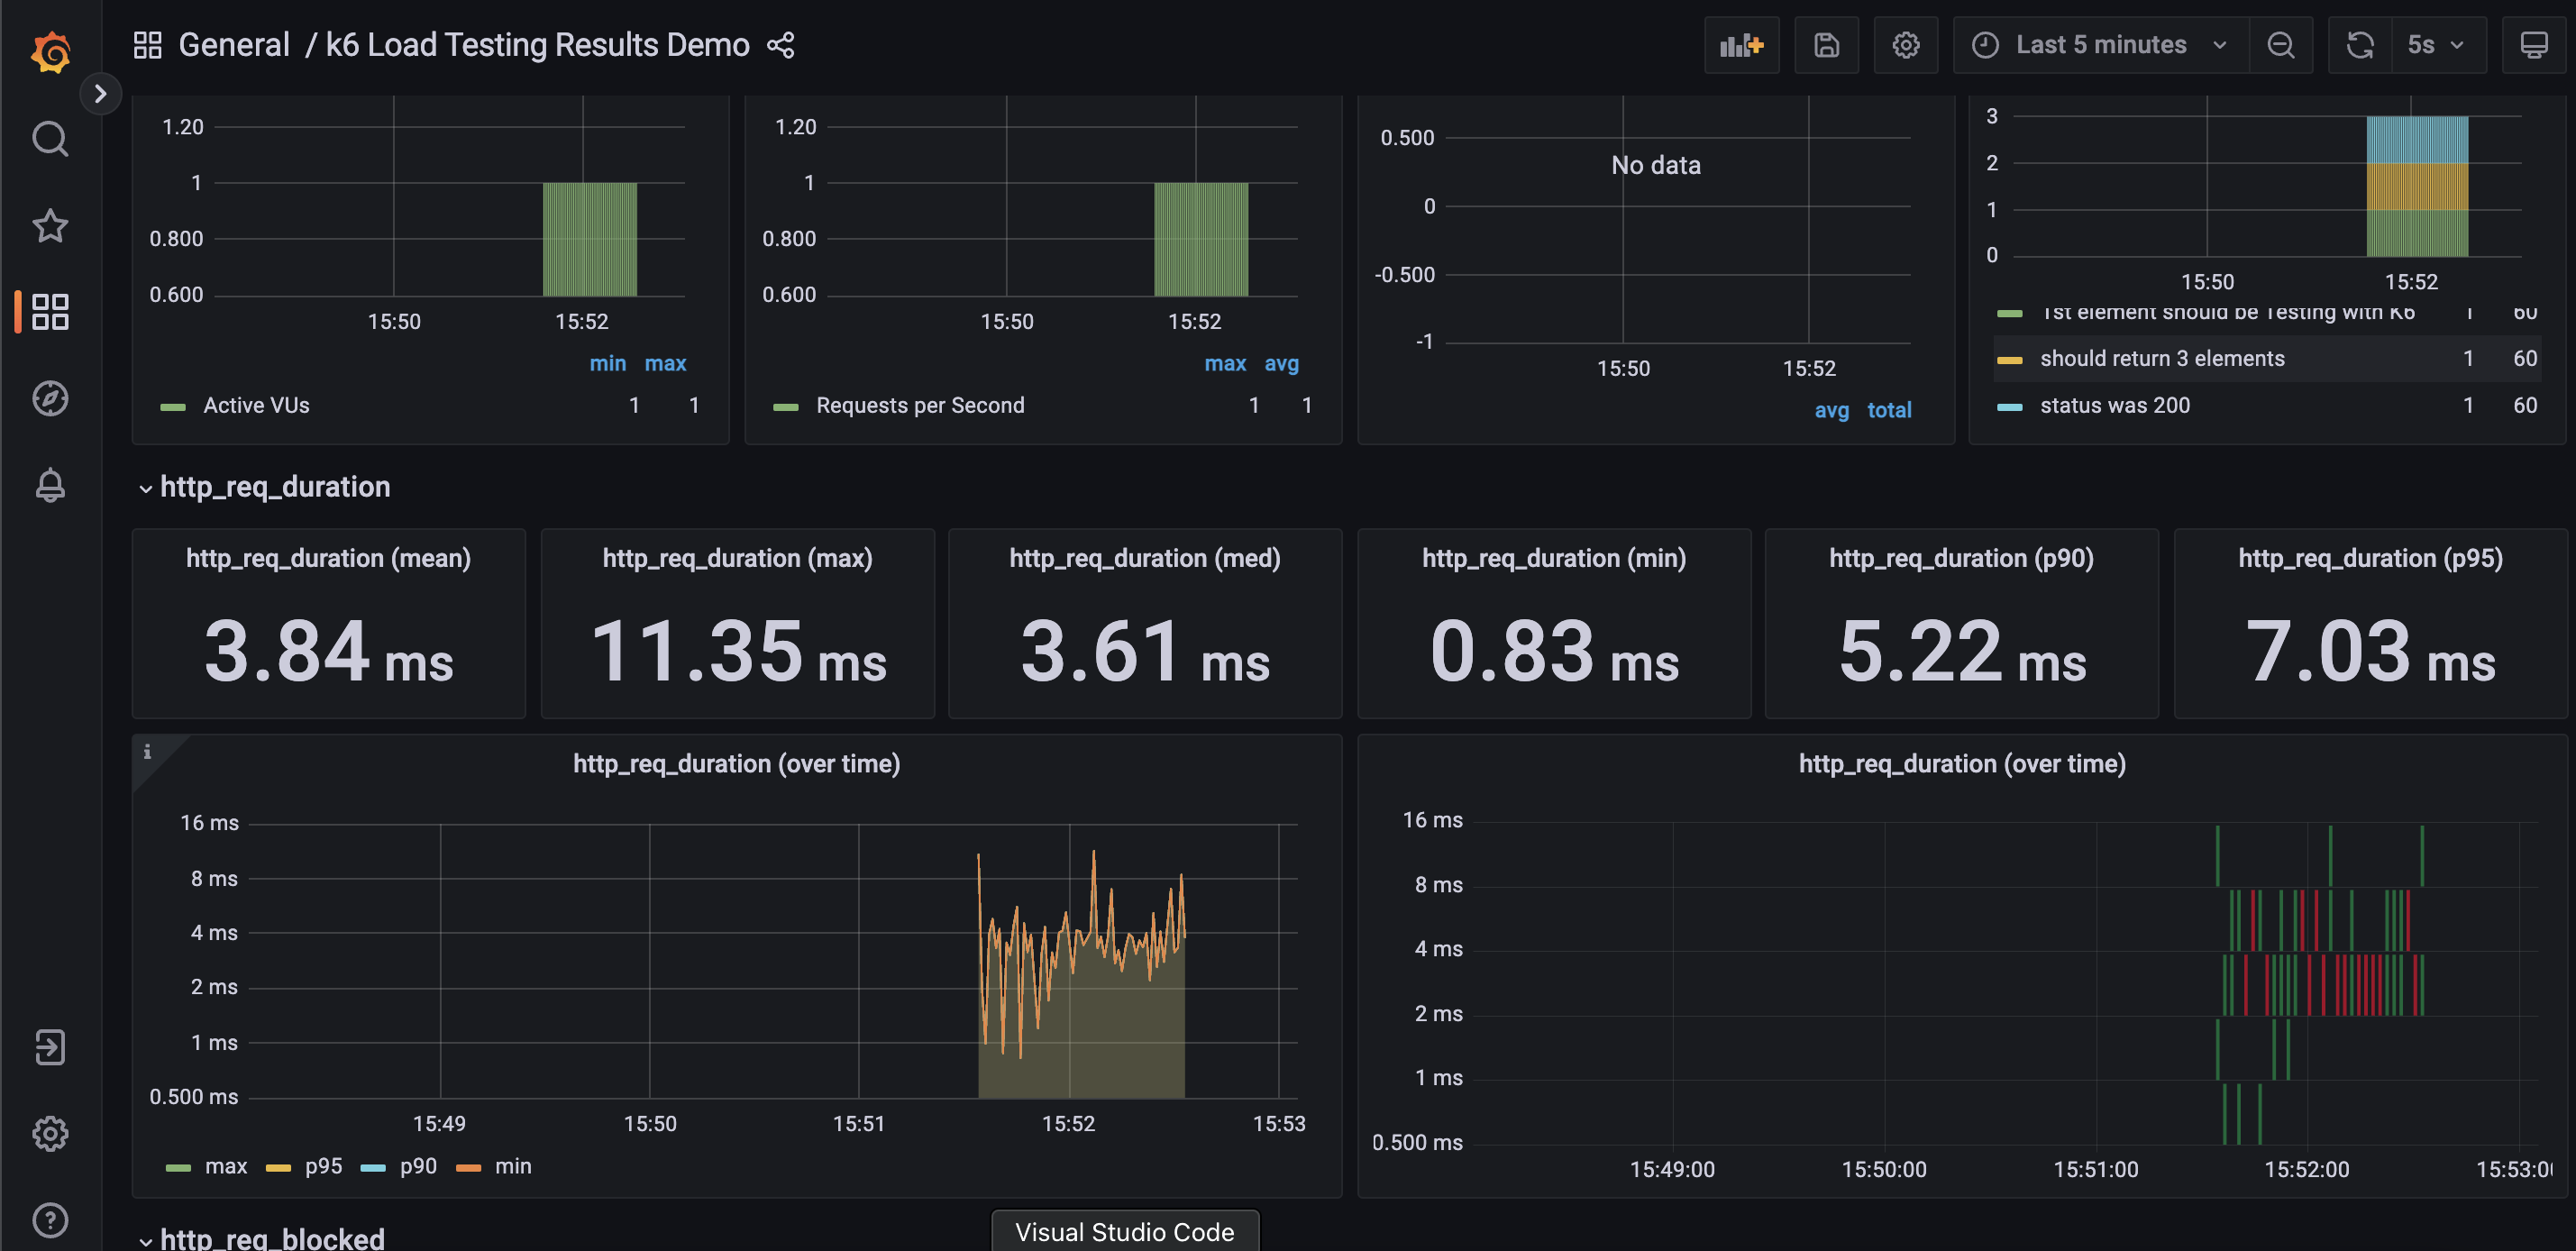 General / k6 Load Testing Results Demo
Last 5 minutes
5s
1.20
1
0.800
0.600
15:50 15:52
min max
Active VUs 1 1
1.20
1
0.800
0.600
15:50 15:52
max avg
Requests per Second 1 1
0.500
No data
0
-0.500
-1
15:50 15:52
avg total
3
2
1
0
15:50 15:52
1st element should be Testing with K6 1 60
should return 3 elements 1 60
status was 200 1 60
http_req_duration
http_req_duration (mean)
3.84 ms
http_req_duration (max)
11.35 ms
http_req_duration (med)
3.61 ms
http_req_duration (min)
0.83 ms
http_req_duration (p90)
5.22 ms
http_req_duration (p95)
7.03 ms
i
http_req_duration (over time)
16 ms
8 ms
4 ms
2 ms
1 ms
0.500 ms
15:49 15:50 15:51 15:52 15:53
max p95 p90 min
http_req_duration (over time)
16 ms
8 ms
4 ms
2 ms
1 ms
0.500 ms
15:49:00 15:50:00 15:51:00 15:52:00 15:53:0
http_req_blocked
Visual Studio Code